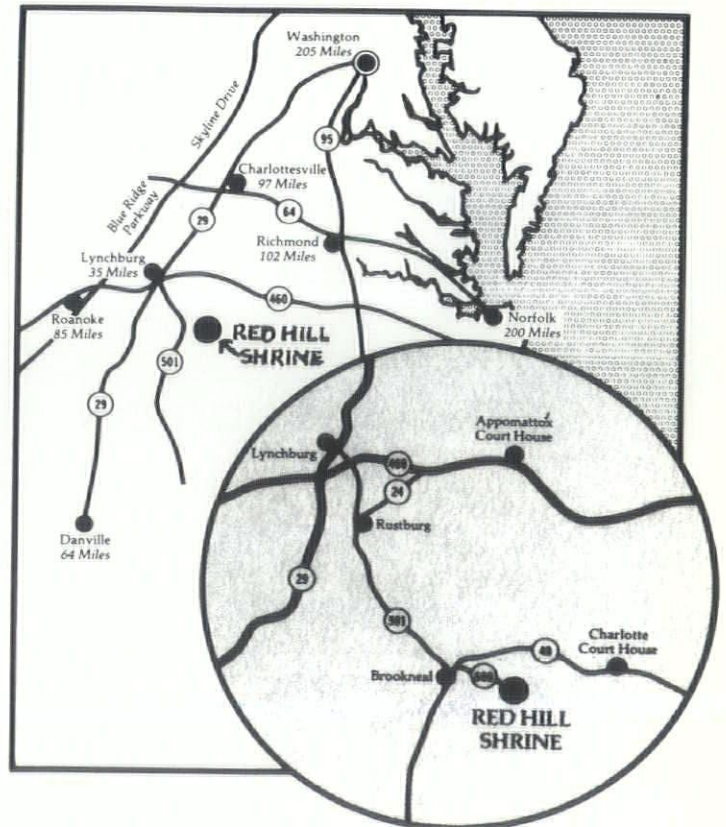 Washington
205 Miles
Skyline Drive
95
Charlottesville
97 Miles
Blue Ridge
Parkway
64
29
Richmond
102 Miles
Lynchburg
35 Miles
460
Roanoke
85 Miles
RED HILL
SHRINE
Norfolk
200 Miles
501
29
Danville
64 Miles
Lynchburg
Appomattox
Court House
460
24
Rustburg
29
501
Charlotte
Court House
40
Brookneal
RED HILL
SHRINE